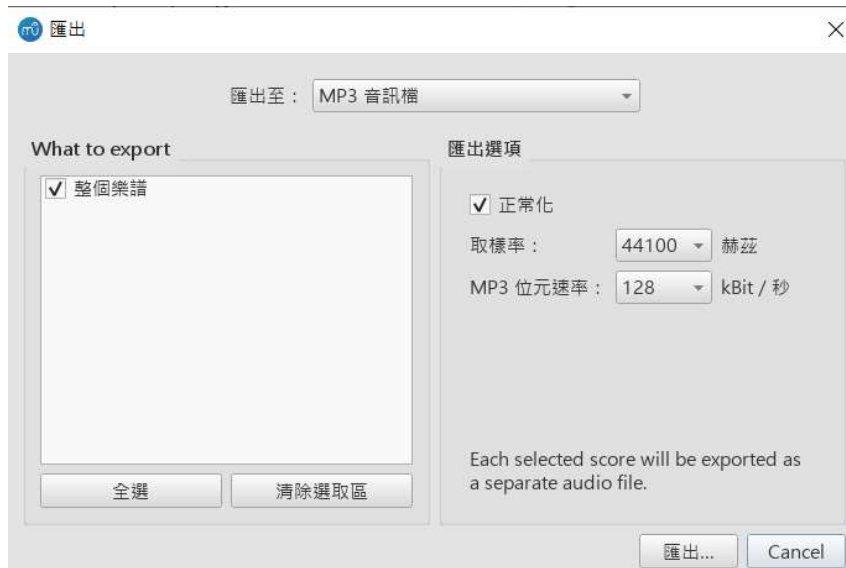 匯出
匯出至： MP3 音訊檔
What to export
整個樂譜
全選 清除選取區
匯出選項
正常化
取樣率： 44100 赫茲
MP3 位元速率： 128 kBit / 秒
Each selected score will be exported as
a separate audio file.
匯出... Cancel